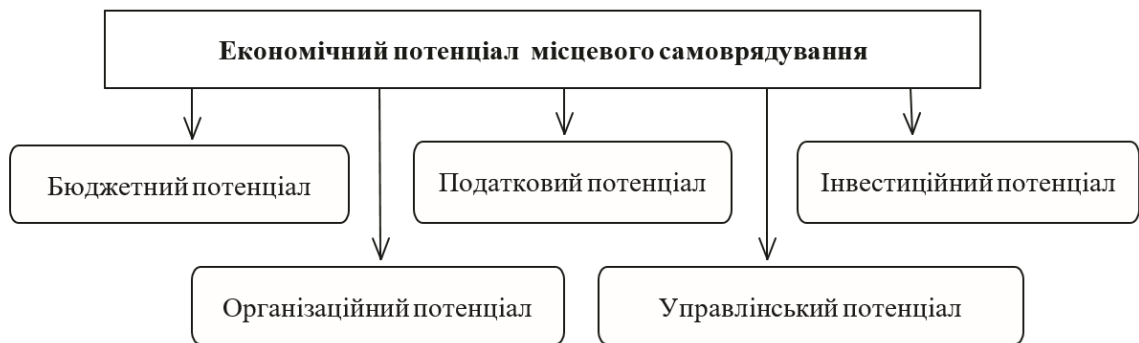 Економічний потенціал місцевого самоврядування
Бюджетний потенціал
Податковий потенціал
Інвестиційний потенціал
Організаційний потенціал
Управлінський потенціал